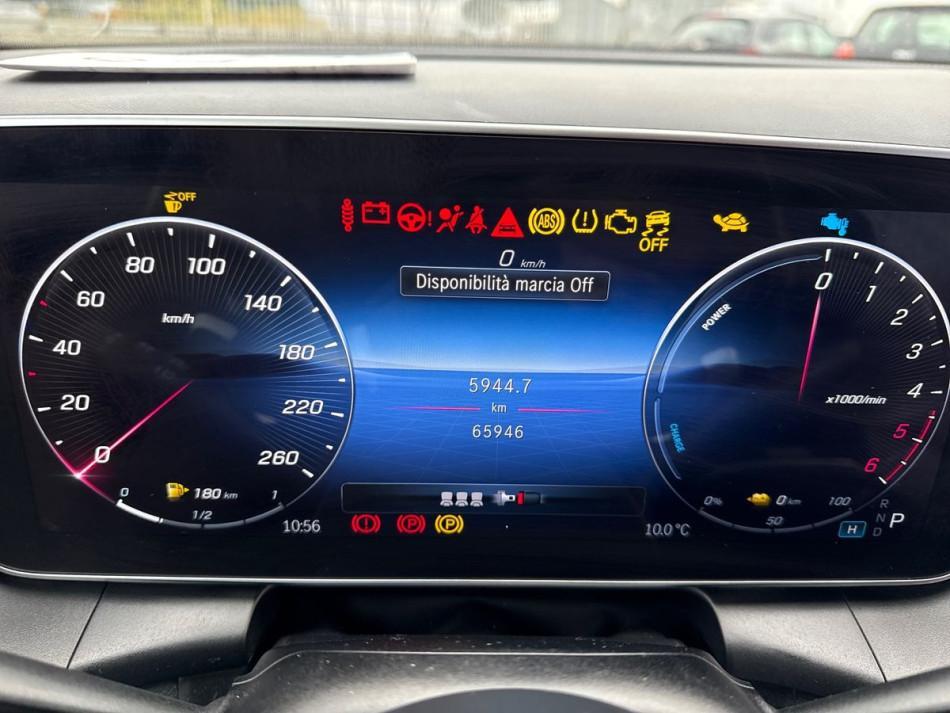 OFF
ABS
OFF
0 km/h
Disponibilità marcia Off
0 20 40 60 80 100 140 180 220 260
km/h
POWER
CHARGE
0 1 2 3 4 5 6
x1000/min
5944.7
km
65946
0 1/2 1
180 km
0% 50 100
0 km
10:56
P
P
10.0 °C
H
R
N
D
P